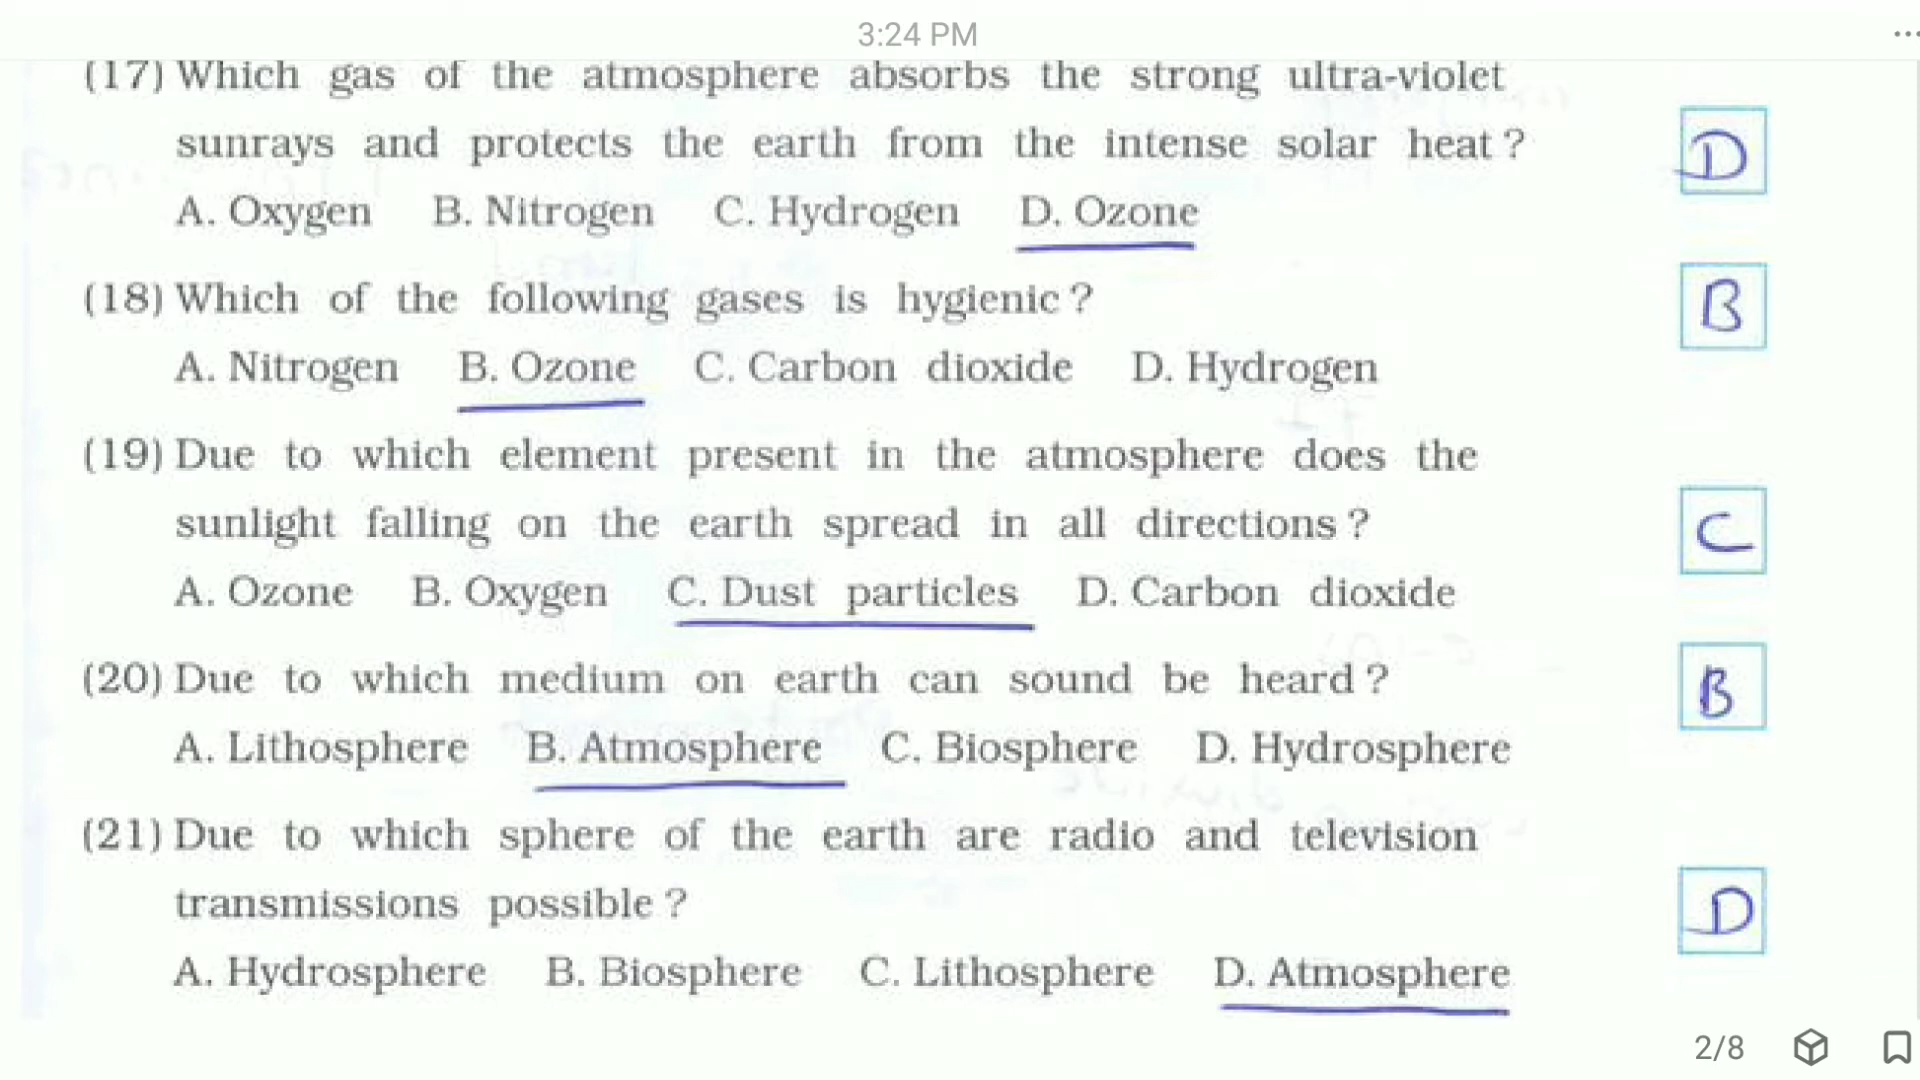 3:24 PM
(17) Which gas of the atmosphere absorbs the strong ultra-violet
sunrays and protects the earth from the intense solar heat ?
D
A. Oxygen B. Nitrogen C. Hydrogen D. Ozone
(18) Which of the following gases is hygienic ?
B
A. Nitrogen B. Ozone C. Carbon dioxide D. Hydrogen
(19) Due to which element present in the atmosphere does the
sunlight falling on the earth spread in all directions ?
C
A. Ozone B. Oxygen C. Dust particles D. Carbon dioxide
(20) Due to which medium on earth can sound be heard ?
B
A. Lithosphere B. Atmosphere C. Biosphere D. Hydrosphere
(21) Due to which sphere of the earth are radio and television
transmissions possible ?
D
A. Hydrosphere B. Biosphere C. Lithosphere D. Atmosphere
2/8